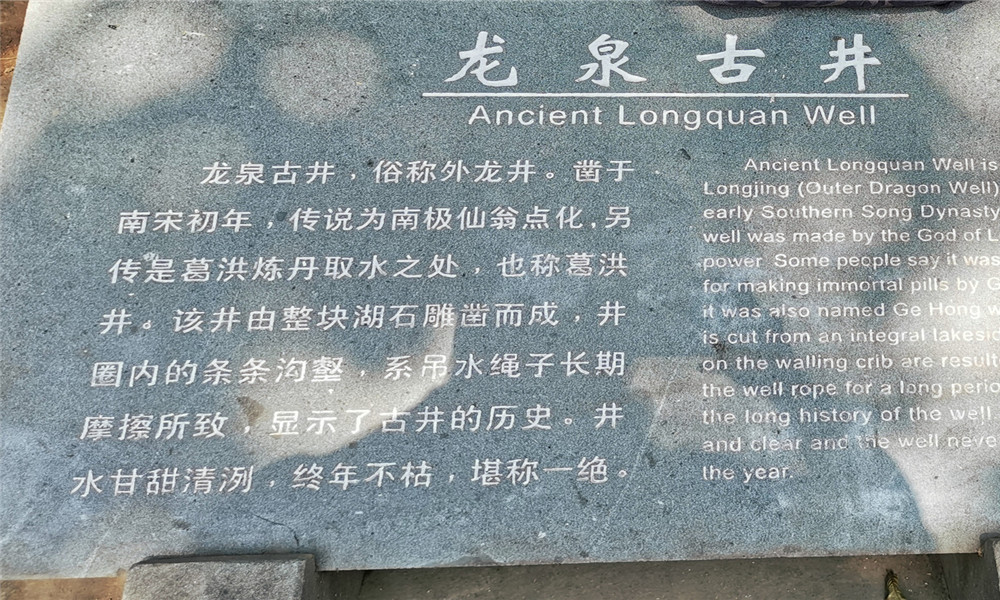 龙泉古井
Ancient Longquan Well
龙泉古井，俗称外龙井。凿于
南宋初年，传说为南极仙翁点化，另
传是葛洪炼丹取水之处，也称葛洪
井。该井由整块湖石雕凿而成，井
圈内的条条沟壑，系吊水绳子长期
摩擦所致，显示了古井的历史。井
水甘甜清洌，终年不枯，堪称一绝。
Ancient Longquan Well is
Longjing (Outer Dragon Well)
early Southern Song Dynasty
well was made by the God of L
power. Some people say it was
for making immortal pills by G
it was also named Ge Hong w
is cut from an integral lakesid
on the walling crib are result
the well rope for a long perio
the long history of the well
and clear and the well neve
the year.